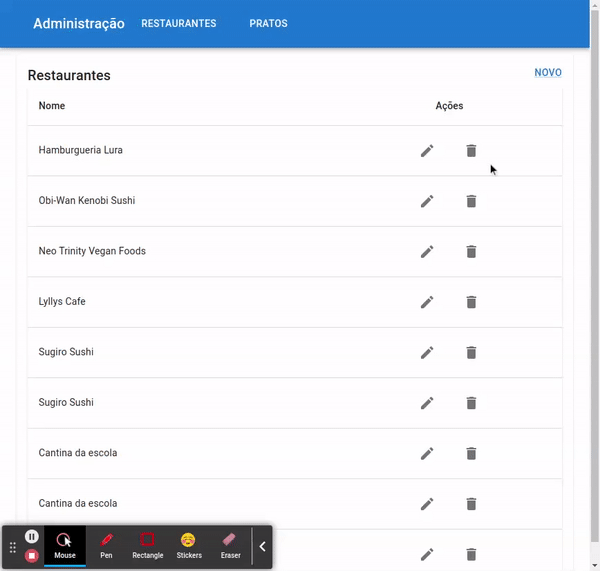 Administração RESTAURANTES PRATOS
Restaurantes NOVO
Nome Ações
Hamburgueria Lura
Obi-Wan Kenobi Sushi
Neo Trinity Vegan Foods
Lyllys Cafe
Sugiro Sushi
Sugiro Sushi
Cantina da escola
Cantina da escola
Mouse Pen Rectangle Stickers Eraser